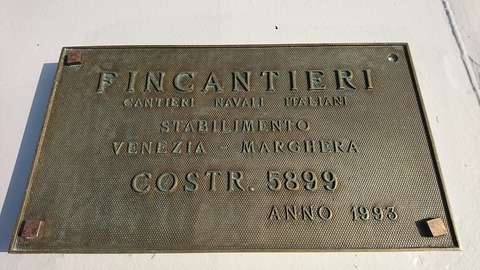 FINCANTIERI
CANTIERI NAVALI ITALIANI
STABILIMENTO
VENEZIA - MARGHERA
COSTR. 5899
ANNO 1993